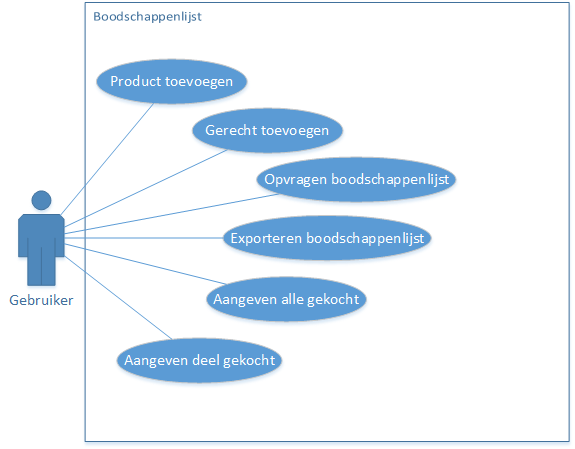 Boodschappenlijst
Product toevoegen
Gerecht toevoegen
Opvragen boodschappenlijst
Exporteren boodschappenlijst
Aangeven alle gekocht
Aangeven deel gekocht
Gebruiker